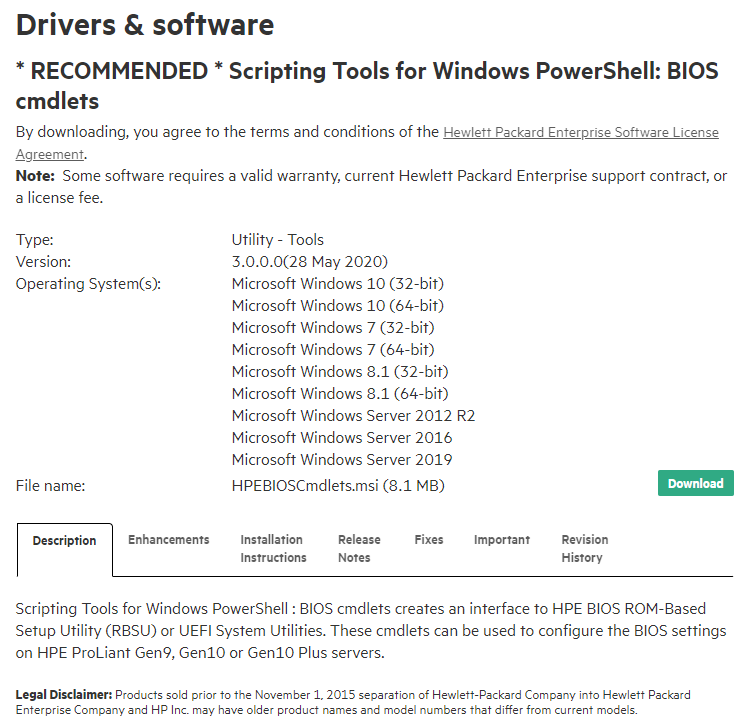 Drivers & software
* RECOMMENDED * Scripting Tools for Windows PowerShell: BIOS
cmdlets
By downloading, you agree to the terms and conditions of the Hewlett Packard Enterprise Software License
Agreement.
Note: Some software requires a valid warranty, current Hewlett Packard Enterprise support contract, or
a license fee.
Type: Utility - Tools
Version: 3.0.0.0(28 May 2020)
Operating System(s): Microsoft Windows 10 (32-bit)
Microsoft Windows 10 (64-bit)
Microsoft Windows 7 (32-bit)
Microsoft Windows 7 (64-bit)
Microsoft Windows 8.1 (32-bit)
Microsoft Windows 8.1 (64-bit)
Microsoft Windows Server 2012 R2
Microsoft Windows Server 2016
Microsoft Windows Server 2019
File name: HPEBIOSCmdlets.msi (8.1 MB) Download
Description Enhancements Installation Release Fixes Important Revision
Instructions Notes History
Scripting Tools for Windows PowerShell : BIOS cmdlets creates an interface to HPE BIOS ROM-Based
Setup Utility (RBSU) or UEFI System Utilities. These cmdlets can be used to configure the BIOS settings
on HPE ProLiant Gen9, Gen10 or Gen10 Plus servers.
Legal Disclaimer: Products sold prior to the November 1, 2015 separation of Hewlett-Packard Company into Hewlett Packard
Enterprise Company and HP Inc. may have older product names and model numbers that differ from current models.